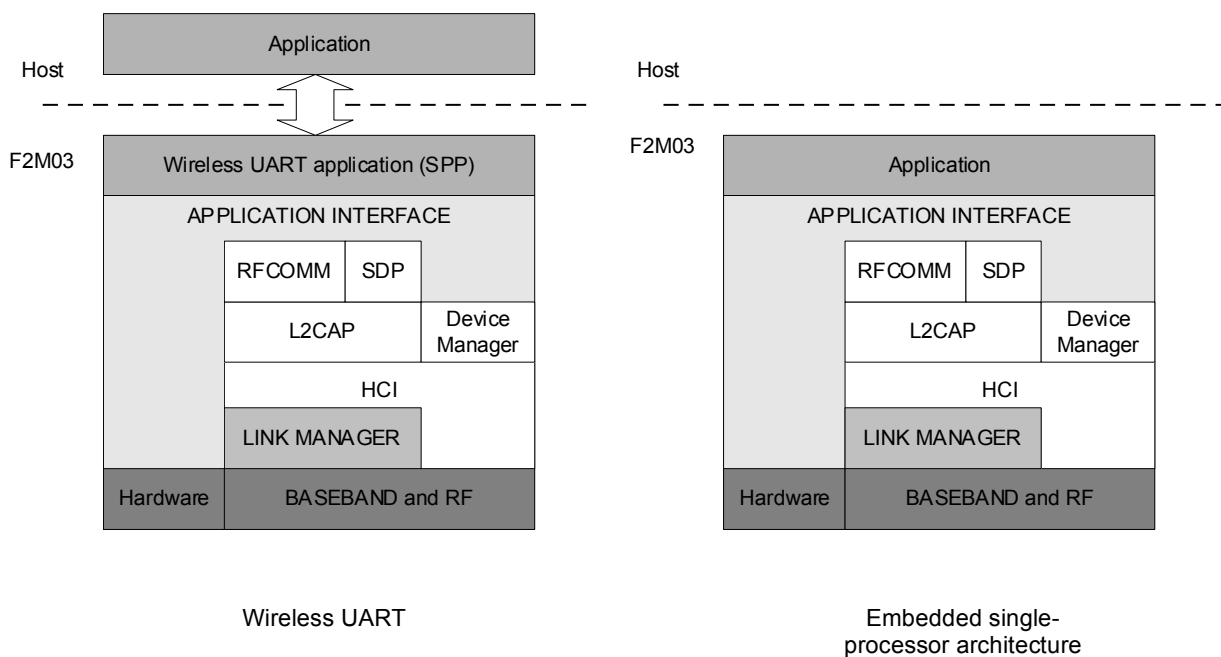 Application
Host
F2M03
Wireless UART application (SPP)
APPLICATION INTERFACE
RFCOMM
SDP
L2CAP
Device
Manager
HCI
LINK MANAGER
Hardware
BASEBAND and RF
Wireless UART
Host
F2M03
Application
APPLICATION INTERFACE
RFCOMM
SDP
L2CAP
Device
Manager
HCI
LINK MANAGER
Hardware
BASEBAND and RF
Embedded single-
processor architecture